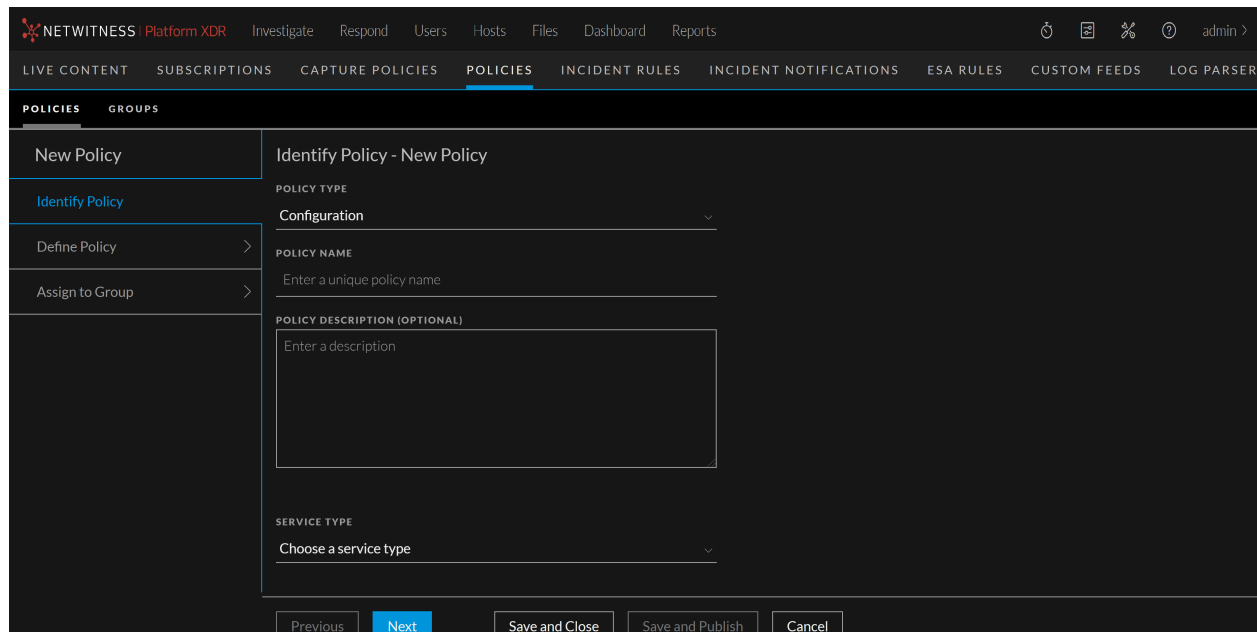 NETWITNESS | Platform XDR Investigate Respond Users Hosts Files Dashboard Reports admin >
LIVE CONTENT SUBSCRIPTIONS CAPTURE POLICIES POLICIES INCIDENT RULES INCIDENT NOTIFICATIONS ESA RULES CUSTOM FEEDS LOG PARSER
POLICIES GROUPS
New Policy
Identify Policy
Define Policy
Assign to Group
Identify Policy - New Policy
POLICY TYPE
Configuration
POLICY NAME
Enter a unique policy name
POLICY DESCRIPTION (OPTIONAL)
Enter a description
SERVICE TYPE
Choose a service type
Previous Next Save and Close Save and Publish Cancel